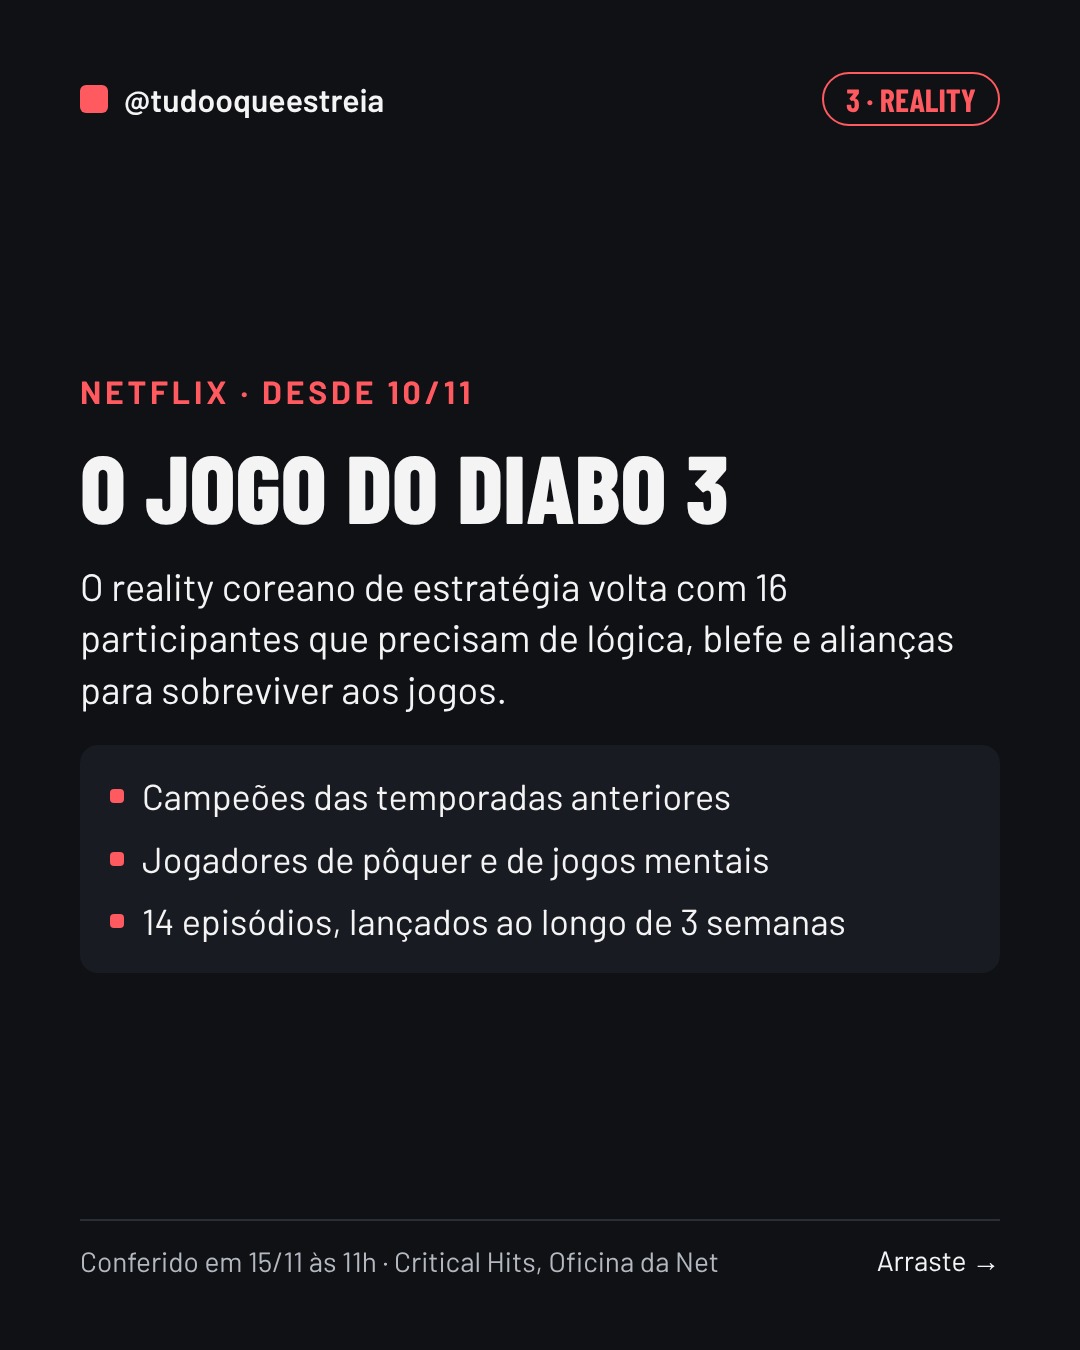 @tudooqueestreia
3 · REALITY
NETFLIX · DESDE 10/11
O JOGO DO DIABO 3
O reality coreano de estratégia volta com 16
participantes que precisam de lógica, blefe e alianças
para sobreviver aos jogos.
Campeões das temporadas anteriores
Jogadores de pôquer e de jogos mentais
14 episódios, lançados ao longo de 3 semanas
Conferido em 15/11 às 11h · Critical Hits, Oficina da Net
Arraste →